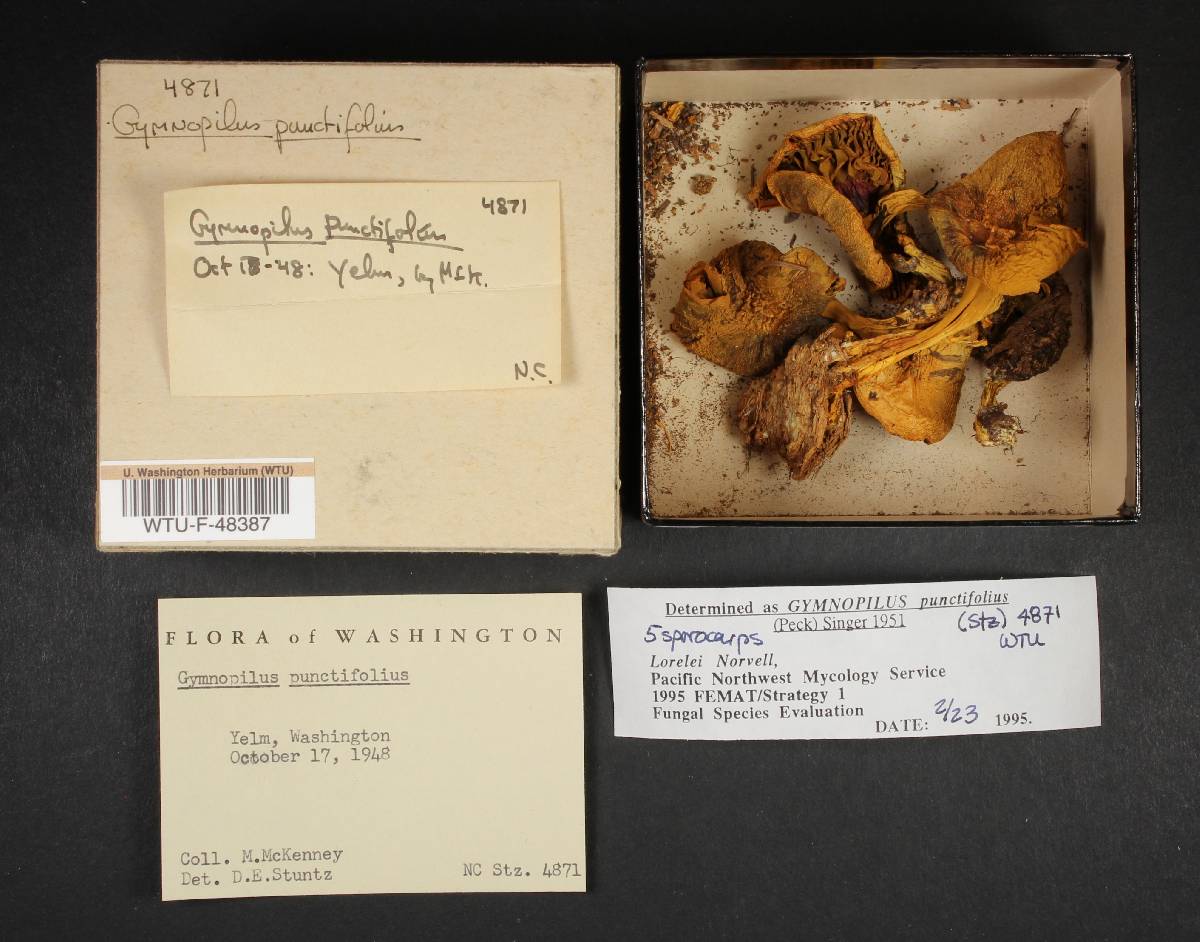 4871
Gymnopilus punctifolius
4871
Gymnopilus punctifolius
Oct -48: Yelm, by McK.
N.C.
U. Washington Herbarium (WTU)
WTU-F-48387
FLORA of WASHINGTON
Gymnopilus punctifolius
Yelm, Washington
October 17, 1948
Coll. M.McKenney
Det. D.E.Stuntz
NC Stz. 4871
Determined as GYMNOPILUS punctifolius
(Peck) Singer 1951
(Stz) 4871
5 sporocarps
WTU
Lorelei Norvell,
Pacific Northwest Mycology Service
1995 FEMAT/Strategy 1
Fungal Species Evaluation
DATE: 2/23 1995.